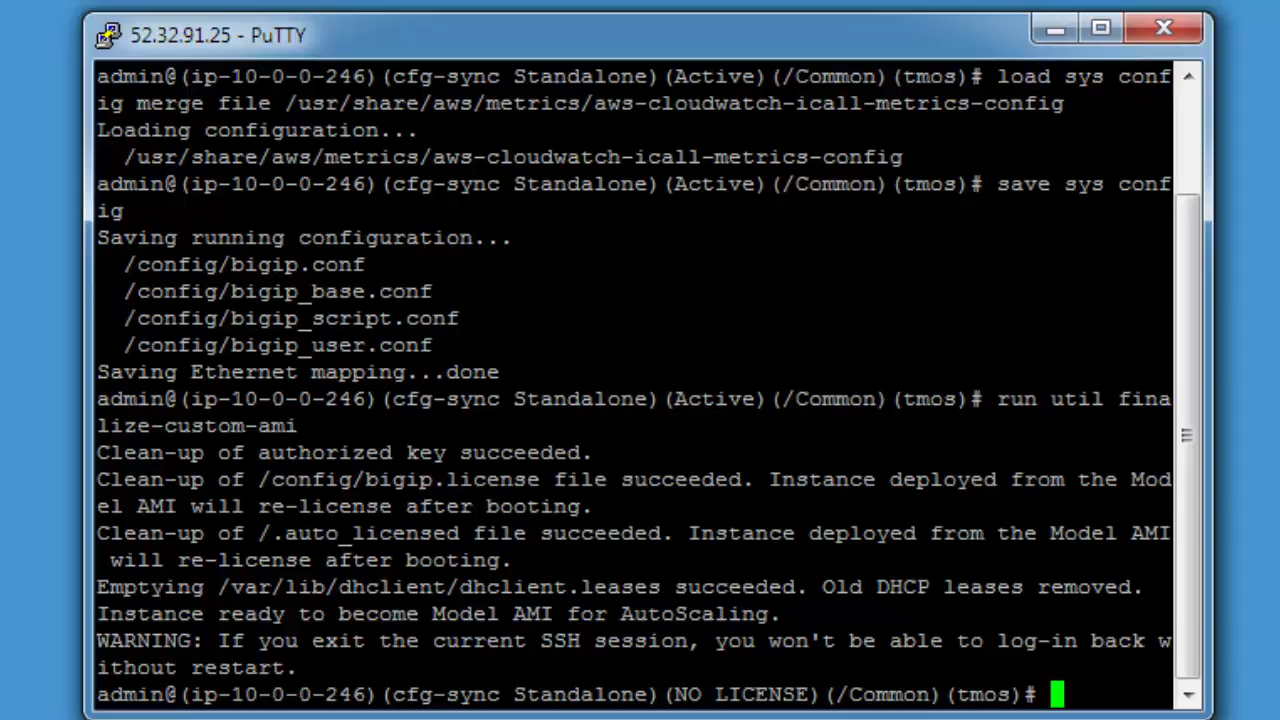 52.32.91.25 - PuTTY
admin@(ip-10-0-0-246)(cfg-sync Standalone)(Active)(/Common)(tmos)# load sys conf
ig merge file /usr/share/aws/metrics/aws-cloudwatch-icall-metrics-config
Loading configuration...
  /usr/share/aws/metrics/aws-cloudwatch-icall-metrics-config
admin@(ip-10-0-0-246)(cfg-sync Standalone)(Active)(/Common)(tmos)# save sys conf
ig
Saving running configuration...
  /config/bigip.conf
  /config/bigip_base.conf
  /config/bigip_script.conf
  /config/bigip_user.conf
Saving Ethernet mapping...done
admin@(ip-10-0-0-246)(cfg-sync Standalone)(Active)(/Common)(tmos)# run util fina
lize-custom-ami
Clean-up of authorized key succeeded.
Clean-up of /config/bigip.license file succeeded. Instance deployed from the Mod
el AMI will re-license after booting.
Clean-up of /.auto_licensed file succeeded. Instance deployed from the Model AMI
 will re-license after booting.
Emptying /var/lib/dhclient/dhclient.leases succeeded. Old DHCP leases removed.
Instance ready to become Model AMI for AutoScaling.
WARNING: If you exit the current SSH session, you won't be able to log-in back w
ithout restart.
admin@(ip-10-0-0-246)(cfg-sync Standalone)(NO LICENSE)(/Common)(tmos)#